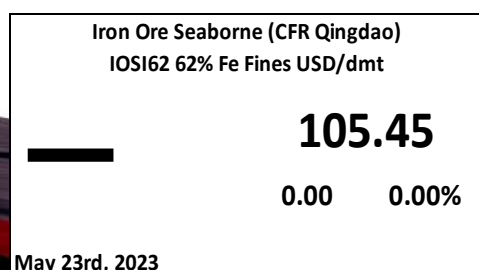 Iron Ore Seaborne (CFR Qingdao)
IOSI62 62% Fe Fines USD/dmt
105.45
0.00 0.00%
May 23rd, 2023